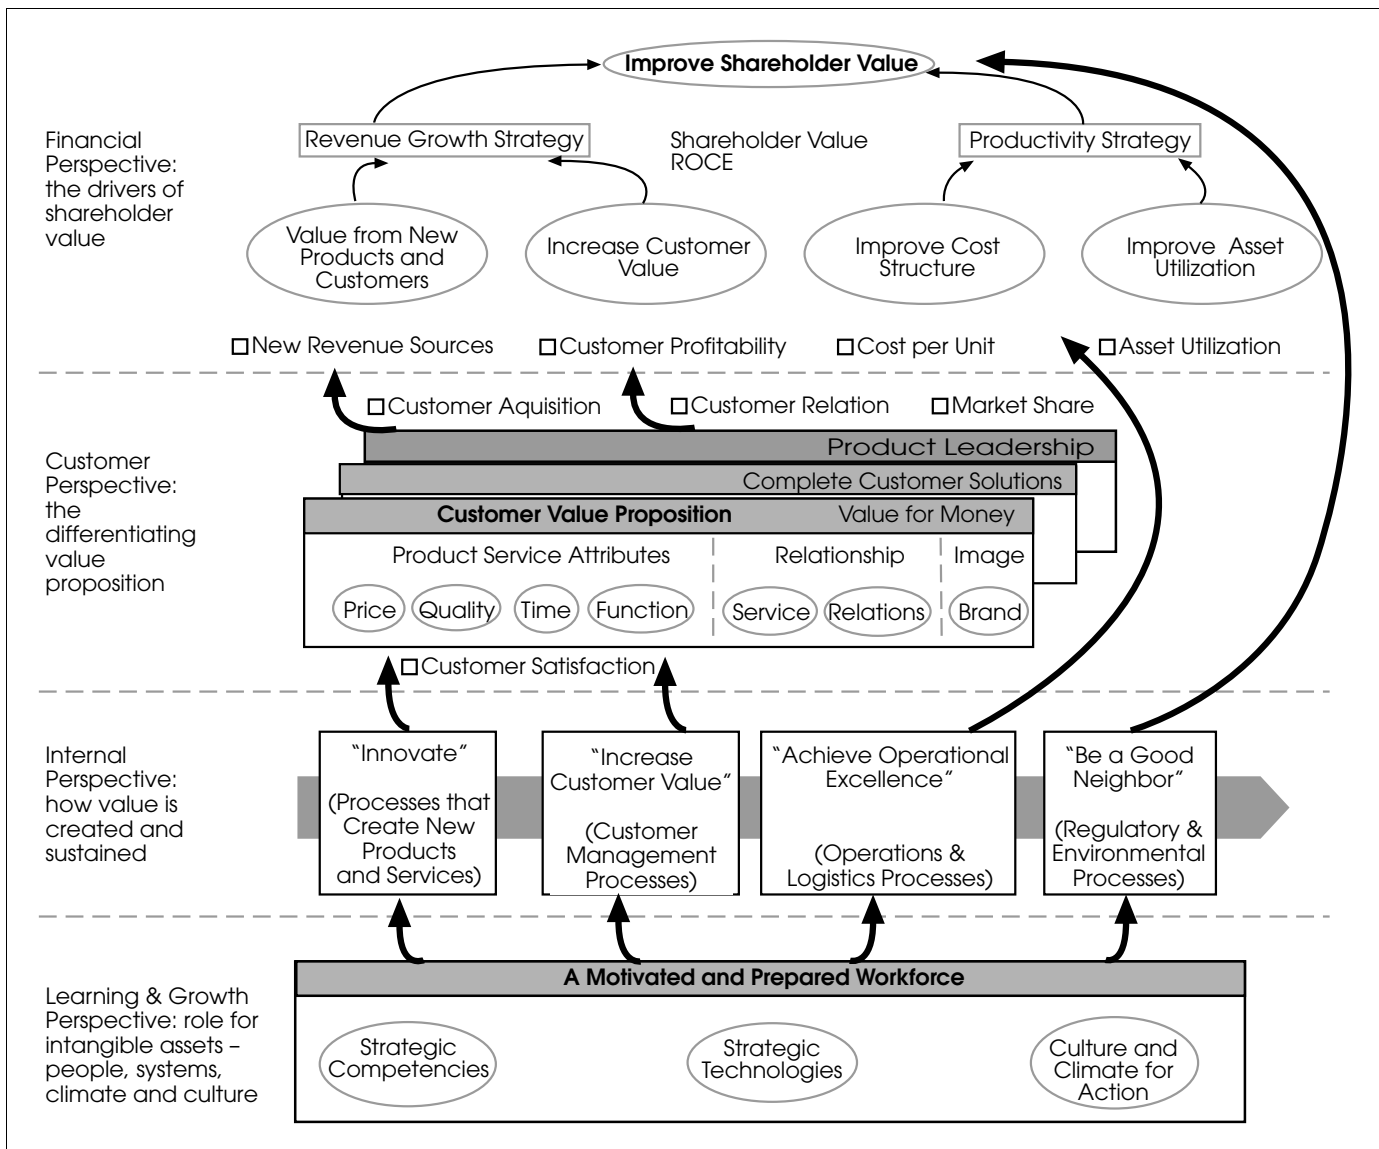 Improve Shareholder Value
Financial
Perspective:
the drivers of
shareholder
value
Revenue Growth Strategy
Shareholder Value
ROCE
Productivity Strategy
Value from New
Products and
Customers
Increase Customer
Value
Improve Cost
Structure
Improve Asset
Utilization
New Revenue Sources
Customer Profitability
Cost per Unit
Asset Utilization
Customer Aquisition
Customer Relation
Market Share
Customer
Perspective:
the
differentiating
value
proposition
Product Leadership
Complete Customer Solutions
Customer Value Proposition
Value for Money
Product Service Attributes
Relationship
Image
Price
Quality
Time
Function
Service
Relations
Brand
Customer Satisfaction
Internal
Perspective:
how value is
created and
sustained
“Innovate”
(Processes that
Create New
Products
and Services)
“Increase
Customer Value”
(Customer
Management
Processes)
“Achieve Operational
Excellence”
(Operations &
Logistics Processes)
“Be a Good
Neighbor”
(Regulatory &
Environmental
Processes)
Learning & Growth
Perspective: role for
intangible assets –
people, systems,
climate and culture
A Motivated and Prepared Workforce
Strategic
Competencies
Strategic
Technologies
Culture and
Climate for
Action